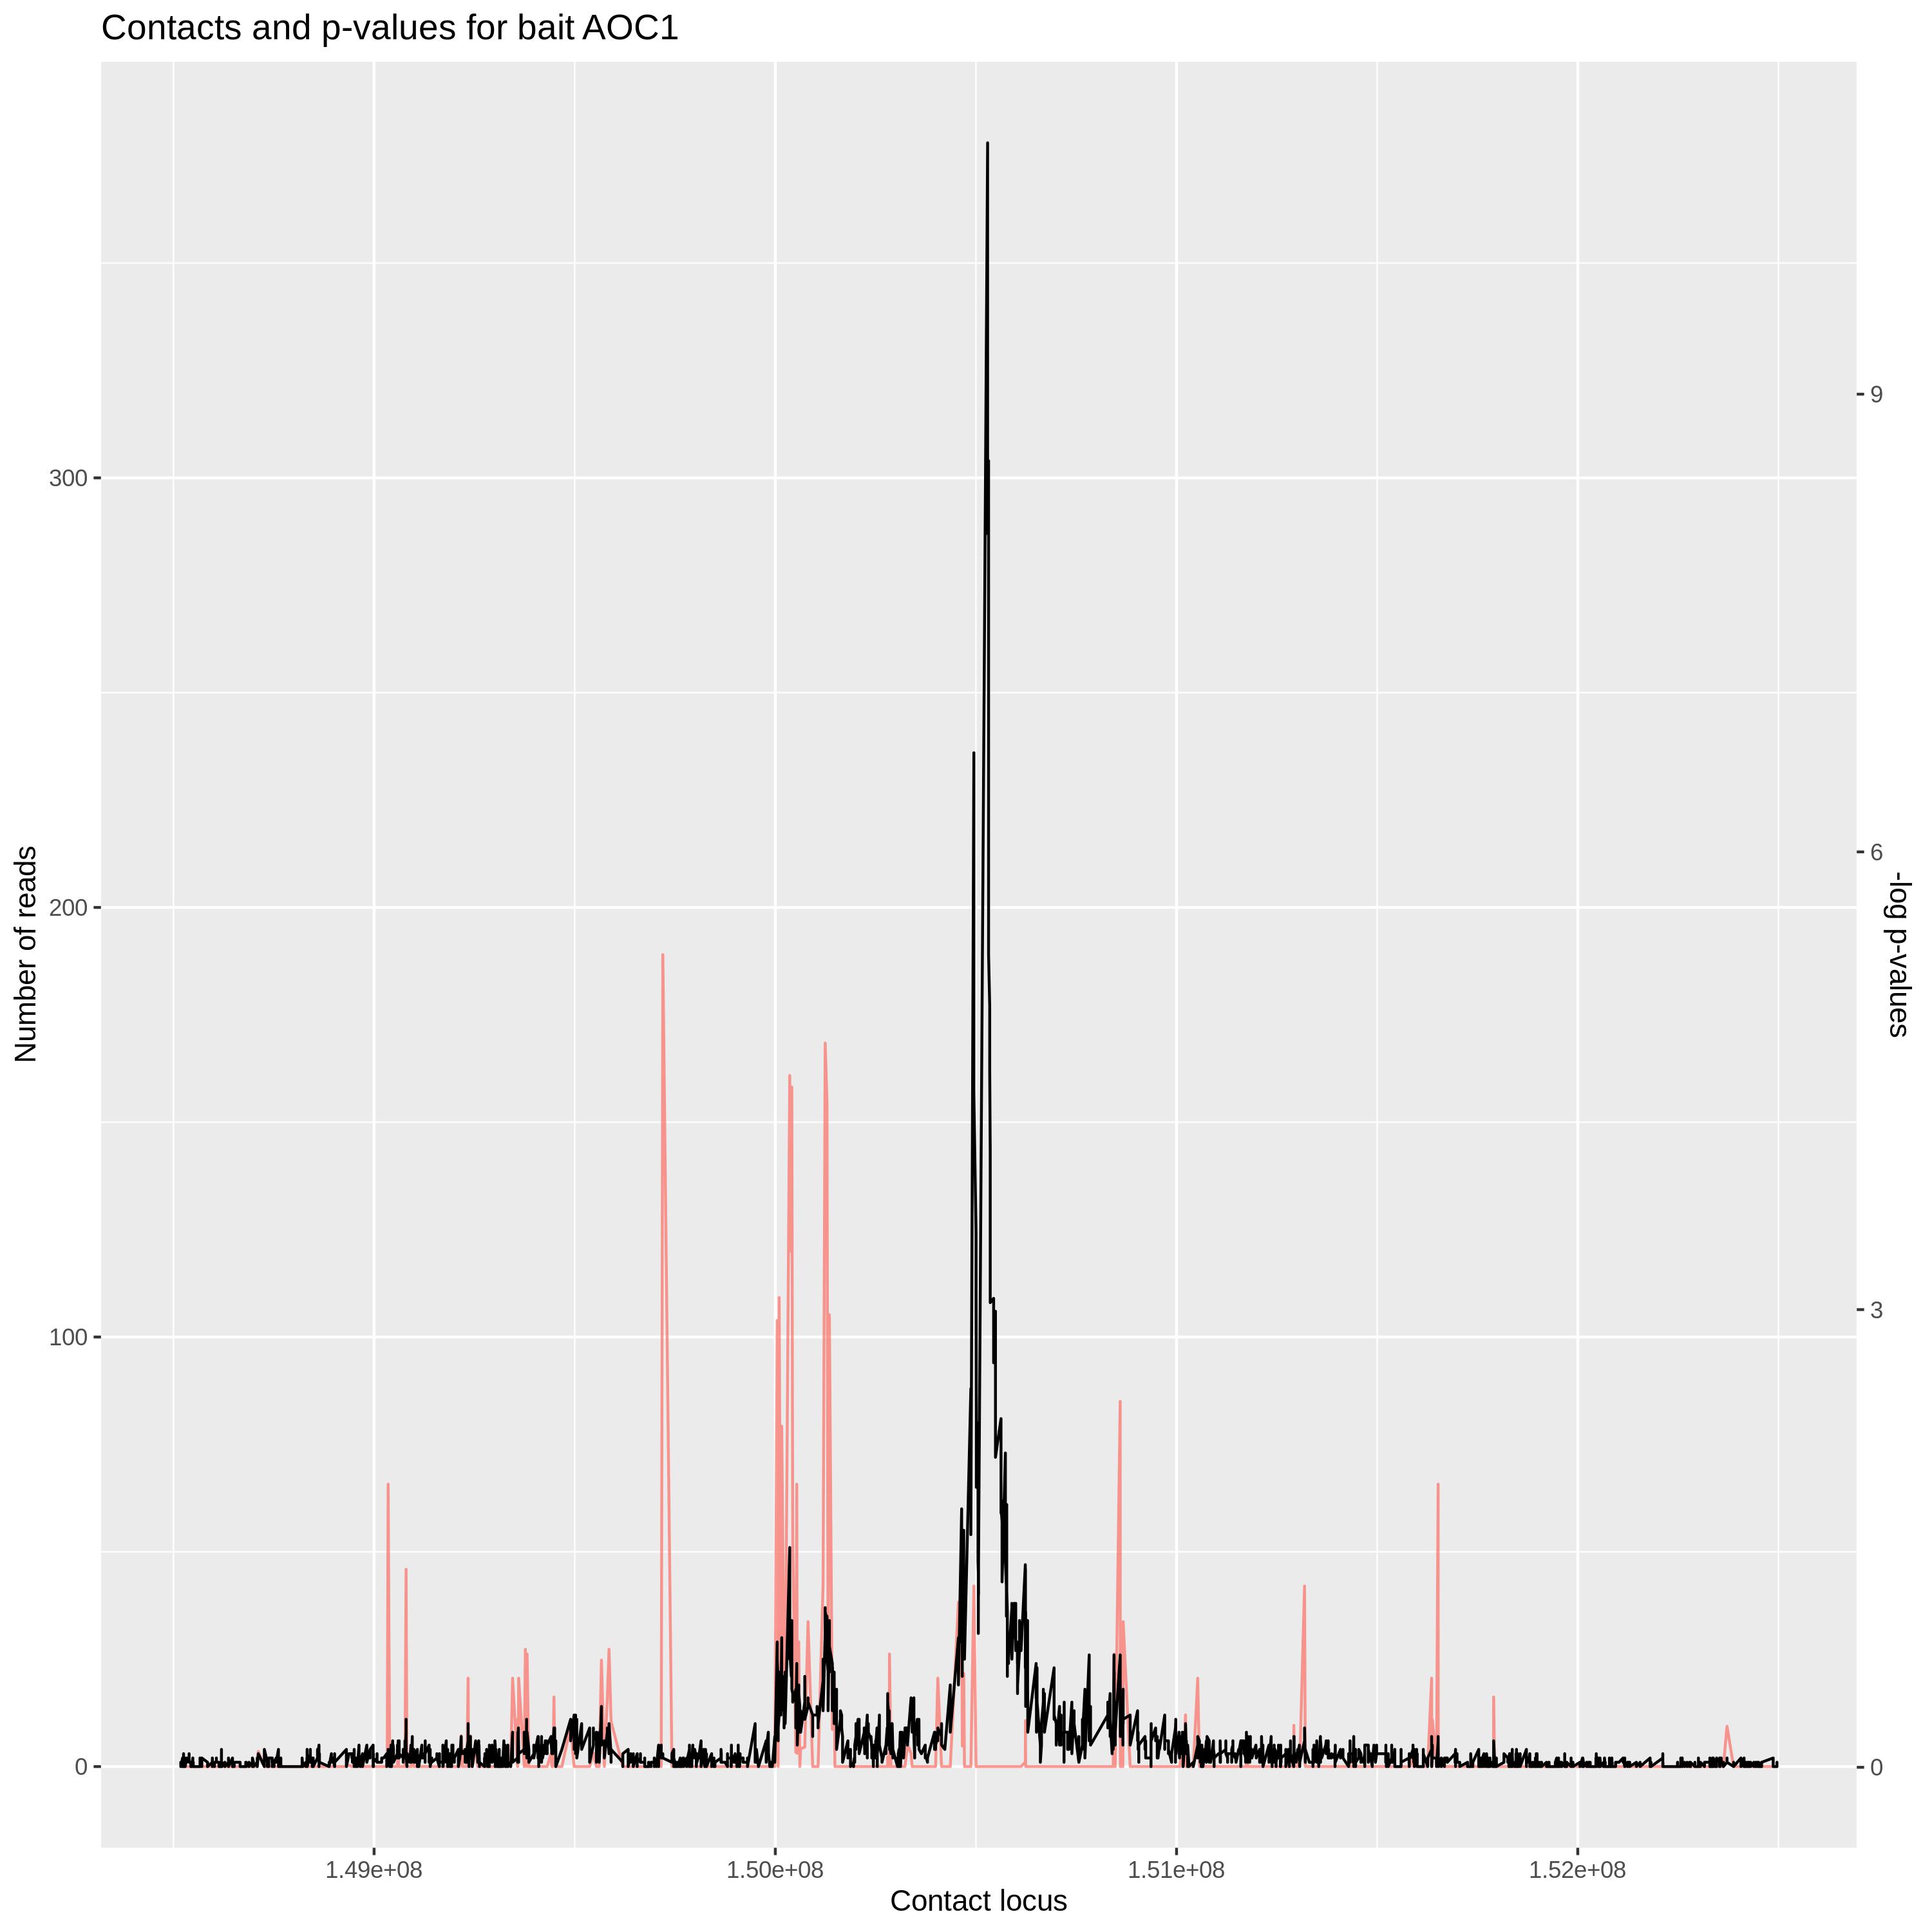 Contacts and p-values for bait AOC1
Number of reads
300
200
100
0
9
6
3
0
-log p-values
1.49e+08 1.50e+08 1.51e+08 1.52e+08
Contact locus